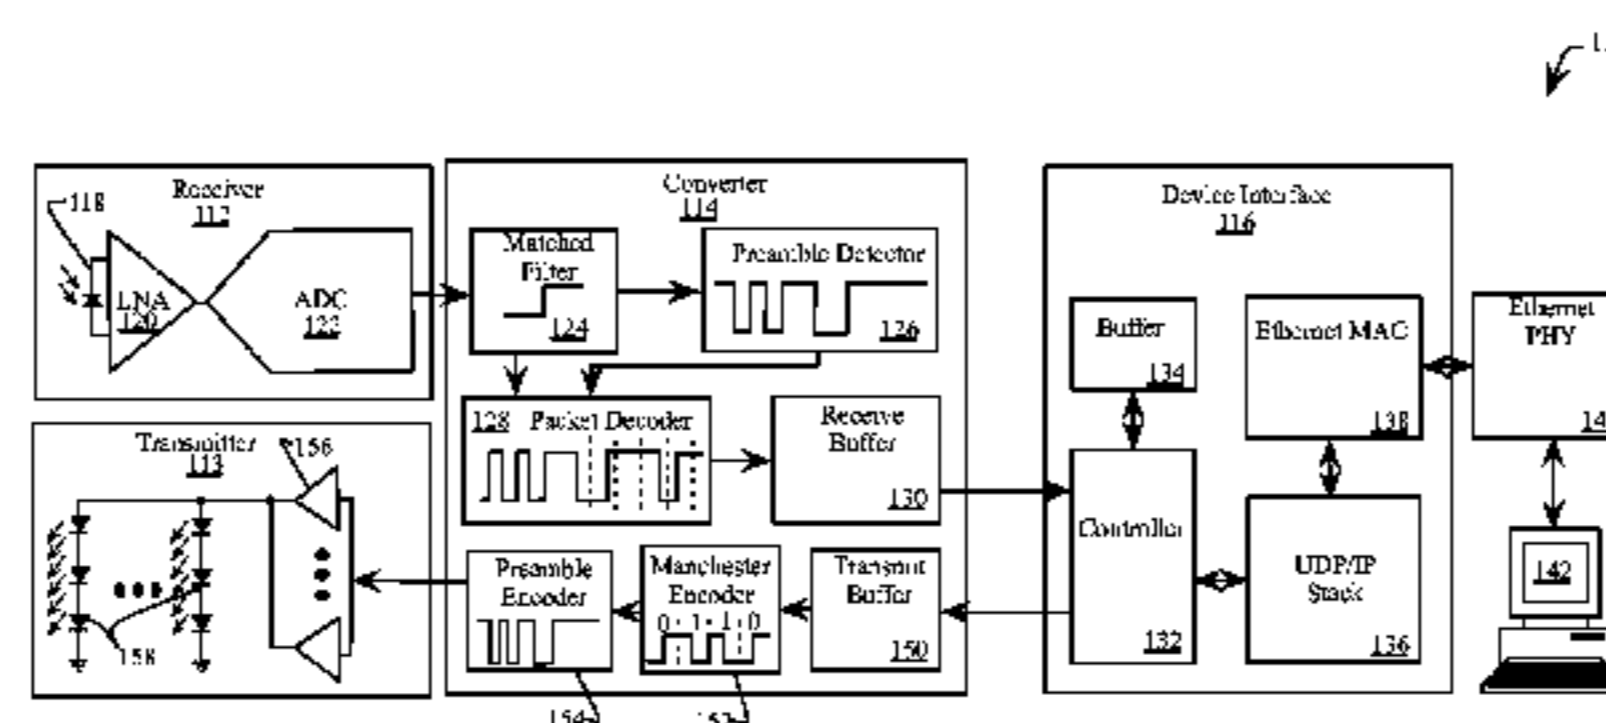 Receiver
112
118
LNA
120
ADC
122
Converter
114
Matched
Filter
124
Preamble Detector
126
128 Packet Decoder
Receive
Buffer
130
Device Interface
116
Buffer
134
Ethernet MAC
138
Ethernet
PHY
Controller
132
UDP/IP
Stack
136
142
Transmitter
113
156
158
Preamble
Encoder
154
Manchester
Encoder
0 1 1 0
Transmit
Buffer
150